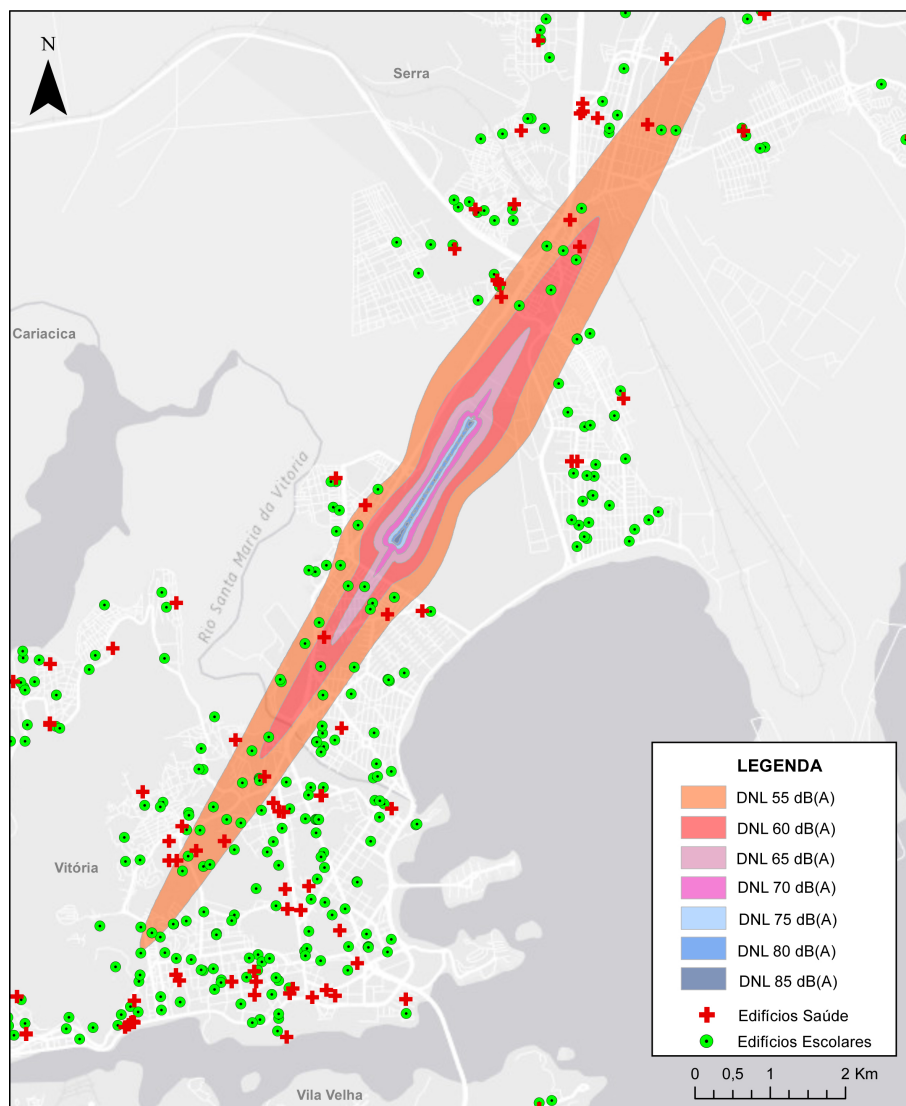 N
Serra
Cariacica
Rio Santa Maria da Vitoria
Vitória
Vila Velha
LEGENDA
DNL 55 dB(A)
DNL 60 dB(A)
DNL 65 dB(A)
DNL 70 dB(A)
DNL 75 dB(A)
DNL 80 dB(A)
DNL 85 dB(A)
Edifícios Saúde
Edifícios Escolares
0 0,5 1 2 Km